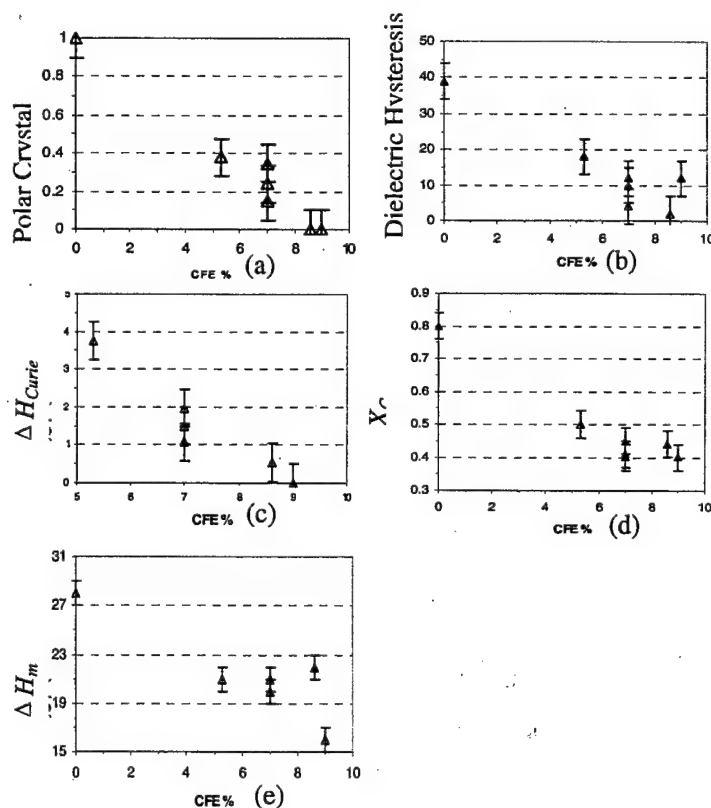 1
0.8
0.6
0.4
0.2
0
Polar Crystal
0 2 4 6 8 10
CFE % (a)
50
40
30
20
10
0
Dielectric Hysteresis
0 2 4 6 8 10
CFE % (b)
5
4
3
2
1
0
Δ H_Curie
5 6 7 8 9 10
CFE% (c)
0.9
0.8
0.7
0.6
0.5
0.4
0.3
0 2 4 6 8 10
CFE% (d)
31
27
23
19
15
Δ H_m
0 2 4 6 8 10
CFE% (e)